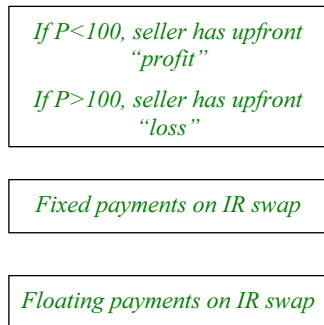 If P<100, seller has upfront
“profit”
If P>100, seller has upfront
“loss”
Fixed payments on IR swap
Floating payments on IR swap